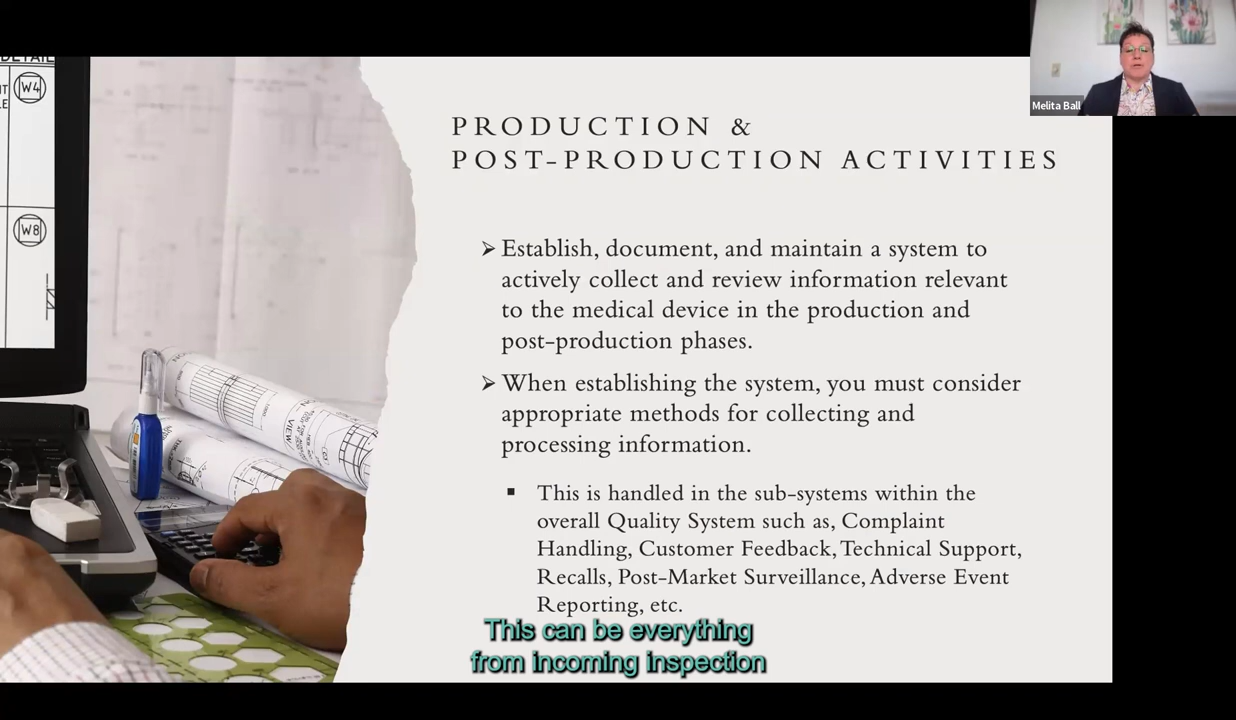 DETAIL
W4
W8
VIEW
Melita Ball
PRODUCTION &
POST-PRODUCTION ACTIVITIES
➢ Establish, document, and maintain a system to
actively collect and review information relevant
to the medical device in the production and
post-production phases.
➢ When establishing the system, you must consider
appropriate methods for collecting and
processing information.
▪ This is handled in the sub-systems within the
overall Quality System such as, Complaint
Handling, Customer Feedback, Technical Support,
Recalls, Post-Market Surveillance, Adverse Event
Reporting, etc.
This can be everything
from incoming inspection